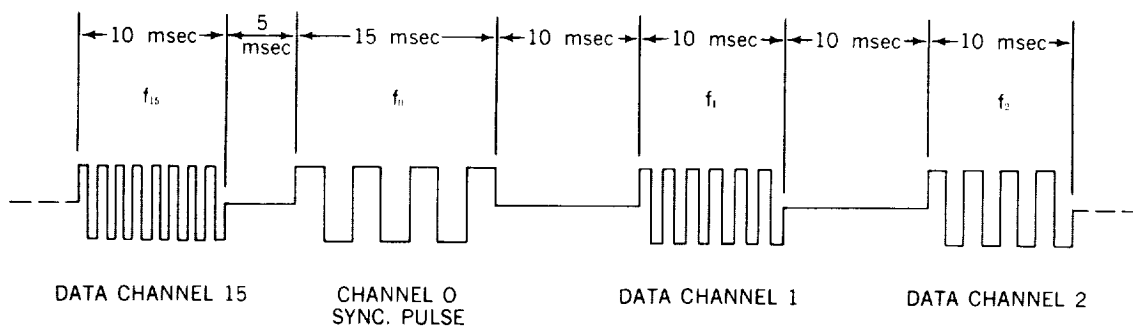 10 msec
5
msec
15 msec
10 msec
10 msec
10 msec
10 msec
f₁₅
f₀
f₁
f₂
DATA CHANNEL 15
CHANNEL 0
SYNC. PULSE
DATA CHANNEL 1
DATA CHANNEL 2